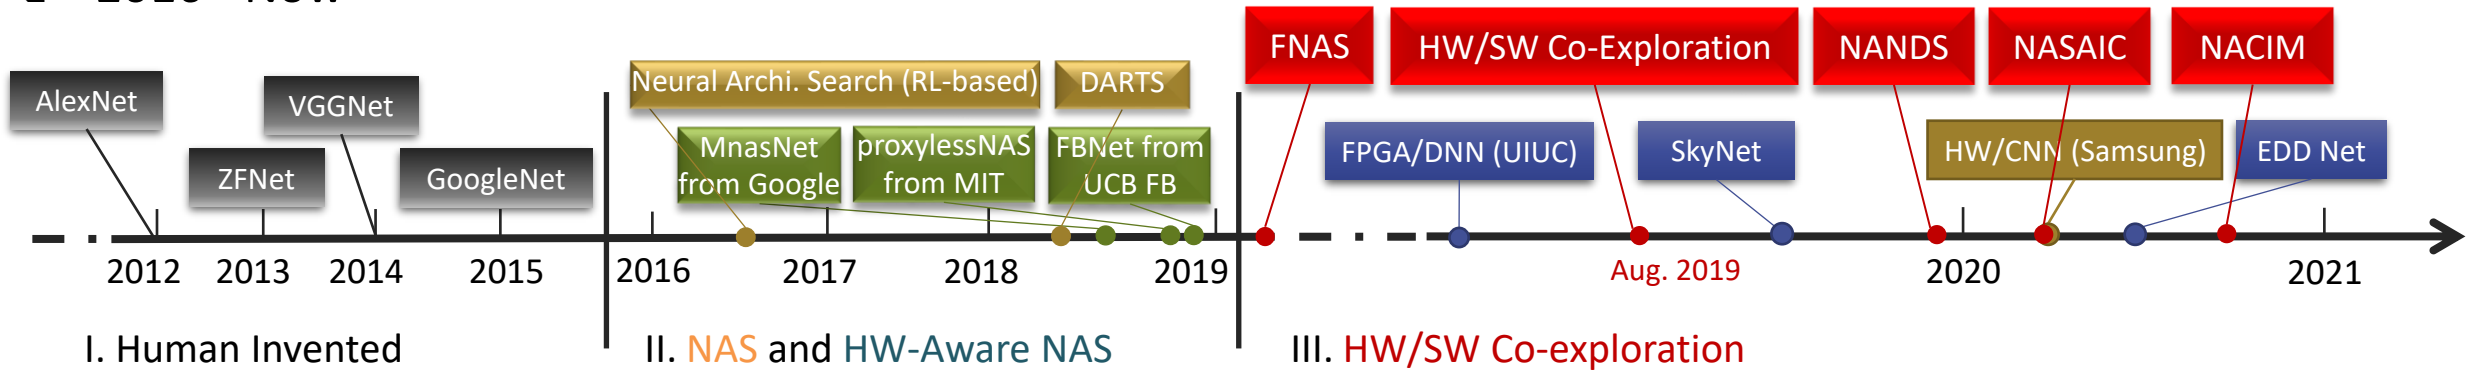 FNAS
HW/SW Co-Exploration
NANDS
NASAIC
NACIM
Neural Archi. Search (RL-based)
DARTS
AlexNet
VGGNet
MnasNet
from Google
proxylessNAS
from MIT
FBNet from
UCB FB
FPGA/DNN (UIUC)
SkyNet
HW/CNN (Samsung)
EDD Net
ZFNet
GoogleNet
2012
2013
2014
2015
2016
2017
2018
2019
Aug. 2019
2020
2021
I. Human Invented
II. NAS and HW-Aware NAS
III. HW/SW Co-exploration